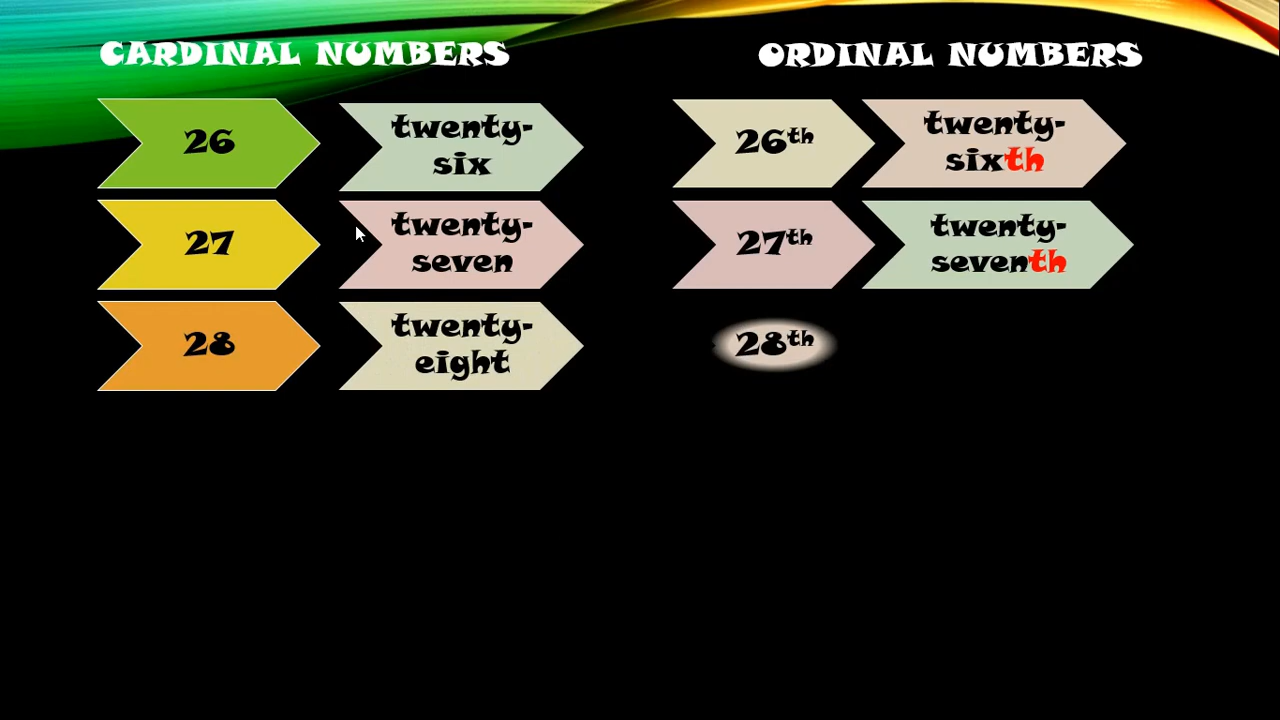 CARDINAL NUMBERS
ORDINAL NUMBERS
26
twenty-
six
26th
twenty-
sixth
27
twenty-
seven
27th
twenty-
seventh
28
twenty-
eight
28th